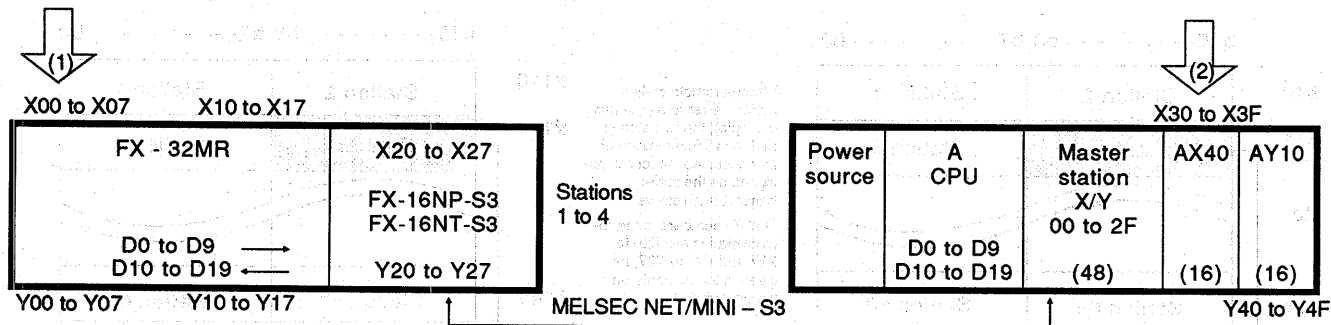 (1)
(2)
X00 to X07 X10 to X17
X30 to X3F
FX - 32MR
X20 to X27
FX-16NP-S3
FX-16NT-S3
D0 to D9
D10 to D19
Y20 to Y27
Stations
1 to 4
Power
source
A
CPU
D0 to D9
D10 to D19
Master
station
X/Y
00 to 2F
(48)
AX40
(16)
AY10
(16)
Y00 to Y07 Y10 to Y17
MELSEC NET/MINI – S3
Y40 to Y4F